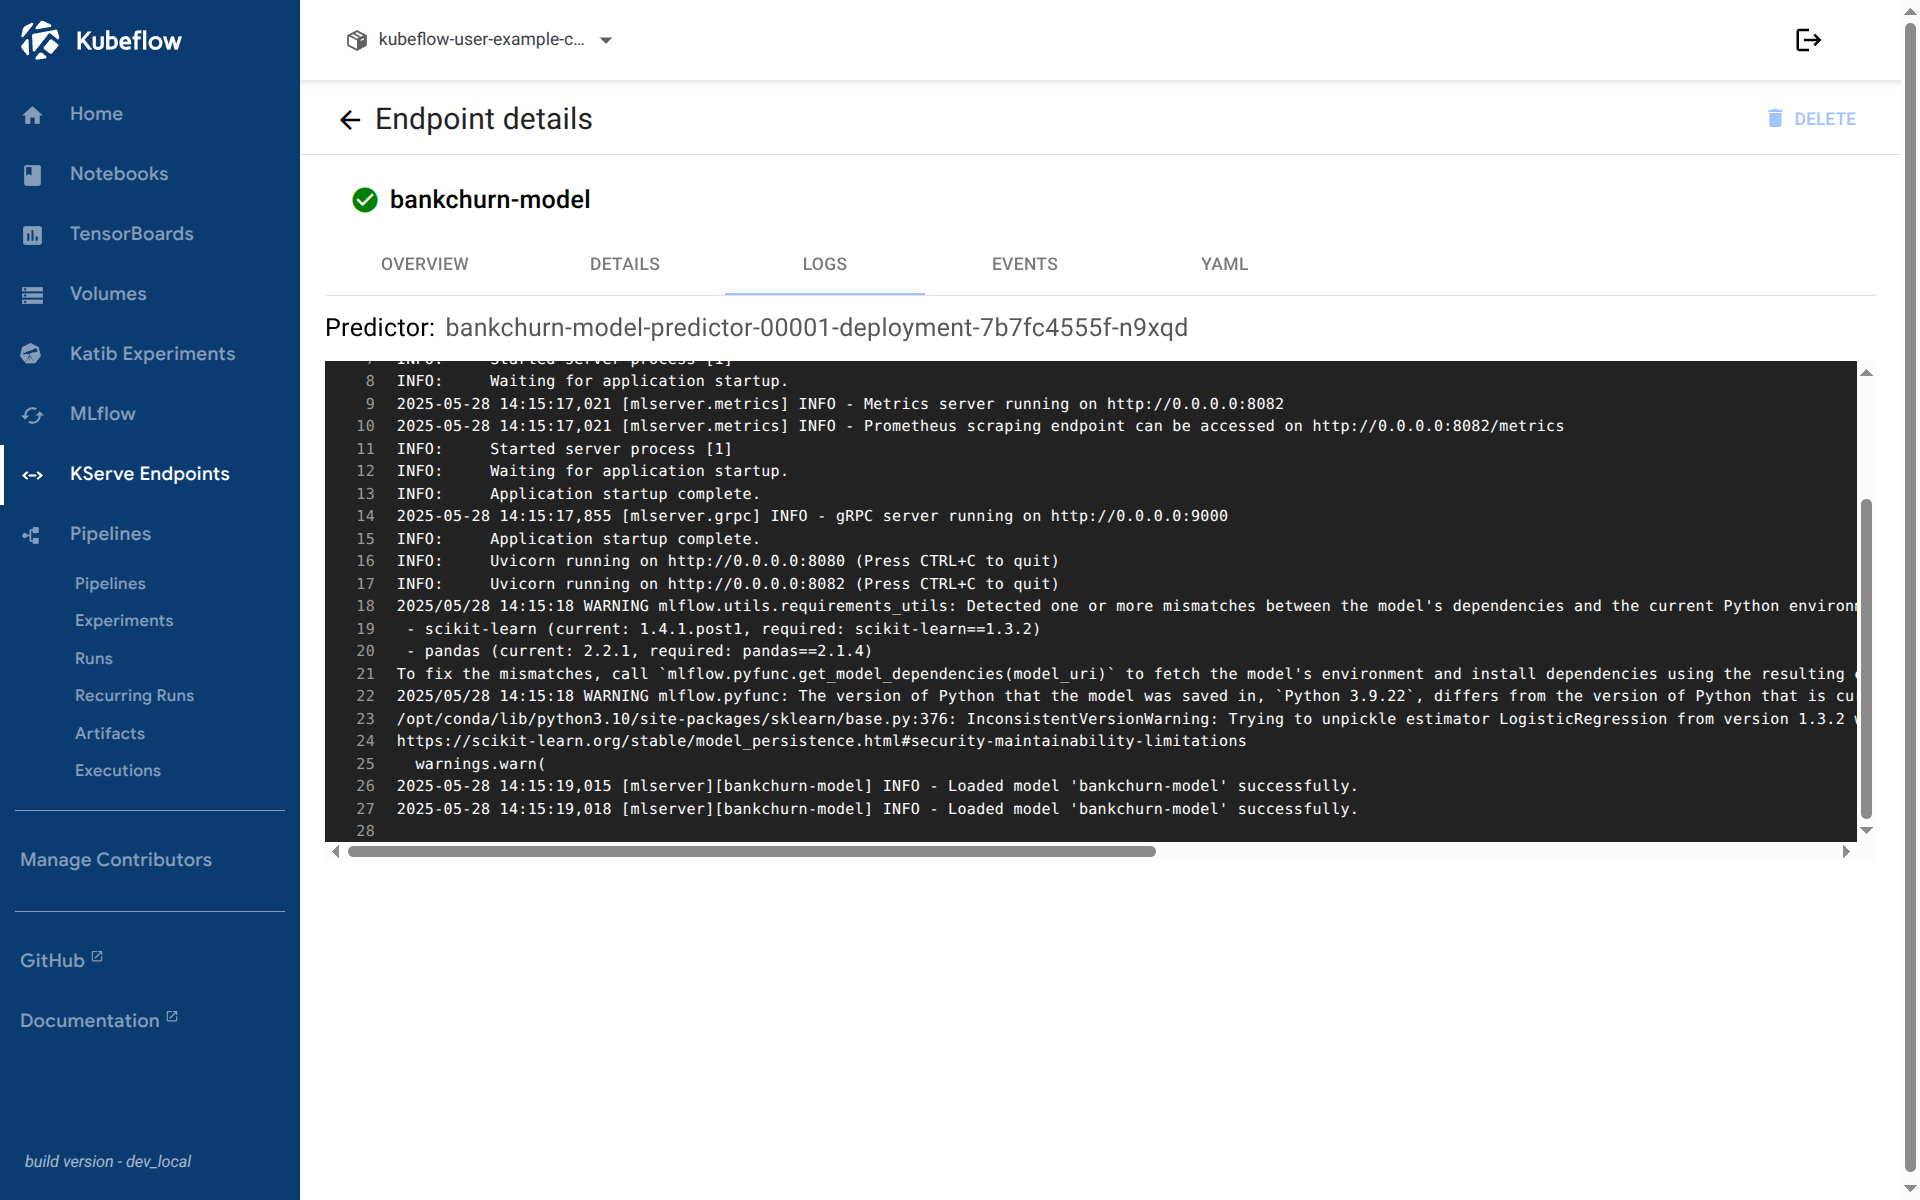 Kubeflow
kubeflow-user-example-c...
Home
Notebooks
TensorBoards
Volumes
Katib Experiments
MLflow
KServe Endpoints
Pipelines
Pipelines
Experiments
Runs
Recurring Runs
Artifacts
Executions
Manage Contributors
GitHub
Documentation
build version - dev_local
Endpoint details
DELETE
bankchurn-model
OVERVIEW DETAILS LOGS EVENTS YAML
Predictor: bankchurn-model-predictor-00001-deployment-7b7fc4555f-n9xqd
7 INFO: Started server process [1]
8 INFO: Waiting for application startup.
9 2025-05-28 14:15:17,021 [mlserver.metrics] INFO - Metrics server running on http://0.0.0.0:8082
10 2025-05-28 14:15:17,021 [mlserver.metrics] INFO - Prometheus scraping endpoint can be accessed on http://0.0.0.0:8082/metrics
11 INFO: Started server process [1]
12 INFO: Waiting for application startup.
13 INFO: Application startup complete.
14 2025-05-28 14:15:17,855 [mlserver.grpc] INFO - gRPC server running on http://0.0.0.0:9000
15 INFO: Application startup complete.
16 INFO: Uvicorn running on http://0.0.0.0:8080 (Press CTRL+C to quit)
17 INFO: Uvicorn running on http://0.0.0.0:8082 (Press CTRL+C to quit)
18 2025/05/28 14:15:18 WARNING mlflow.utils.requirements_utils: Detected one or more mismatches between the model's dependencies and the current Python
19 - scikit-learn (current: 1.4.1.post1, required: scikit-learn==1.3.2)
20 - pandas (current: 2.2.1, required: pandas==2.1.4)
21 To fix the mismatches, call `mlflow.pyfunc.get_model_dependencies(model_uri)` to fetch the model's environment and install dependencies using the resulting
22 2025/05/28 14:15:18 WARNING mlflow.pyfunc: The version of Python that the model was saved in, `Python 3.9.22`, differs from the version of Python that is cu
23 /opt/conda/lib/python3.10/site-packages/sklearn/base.py:376: InconsistentVersionWarning: Trying to unpickle estimator LogisticRegression from version 1.3.2
24 https://scikit-learn.org/stable/model_persistence.html#security-maintainability-limitations
25 warnings.warn(
26 2025-05-28 14:15:19,015 [mlserver][bankchurn-model] INFO - Loaded model 'bankchurn-model' successfully.
27 2025-05-28 14:15:19,018 [mlserver][bankchurn-model] INFO - Loaded model 'bankchurn-model' successfully.
28